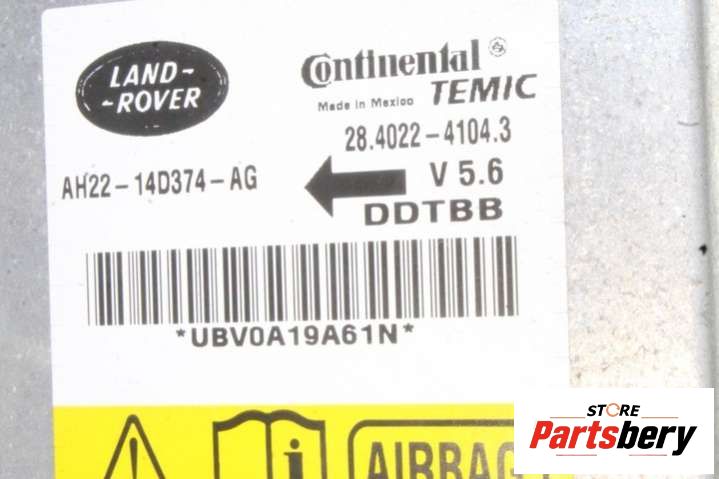 LAND-
-ROVER
Continental
Made in Mexico TEMIC
28.4022-4104.3
AH22-14D374-AG
V 5.6
DDTBB
*UBV0A19A61N*
AIRBAG
STORE
Partsbery